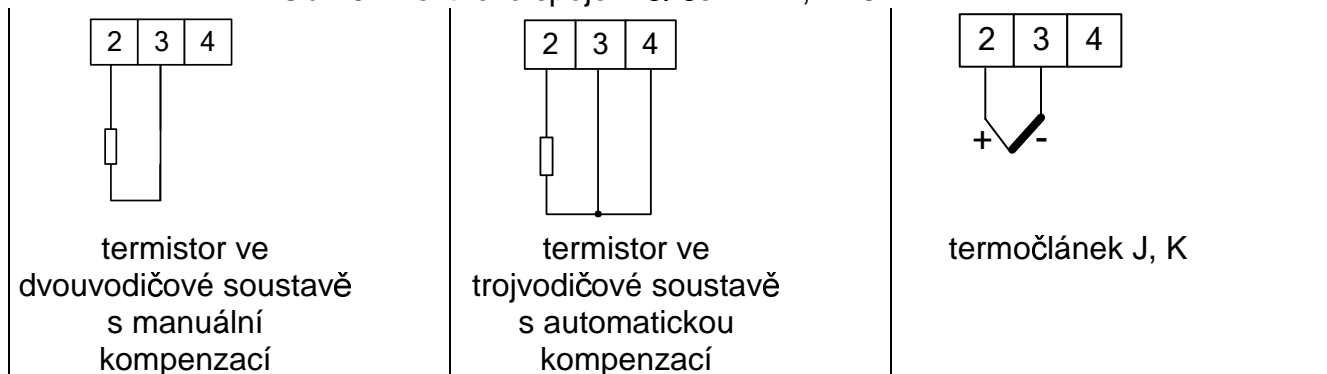 2 3 4
termistor ve
dvouvodičové soustavě
s manuální
kompenzací
2 3 4
termistor ve
trojvodičové soustavě
s automatickou
kompenzací
2 3 4
+ -
termočlánek J, K